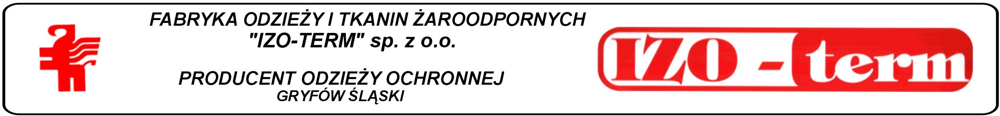 FABRYKA ODZIEŻY I TKANIN ŻAROODPORNYCH
"IZO-TERM" sp. z o.o.
PRODUCENT ODZIEŻY OCHRONNEJ
GRYFÓW ŚLĄSKI
IZO - term